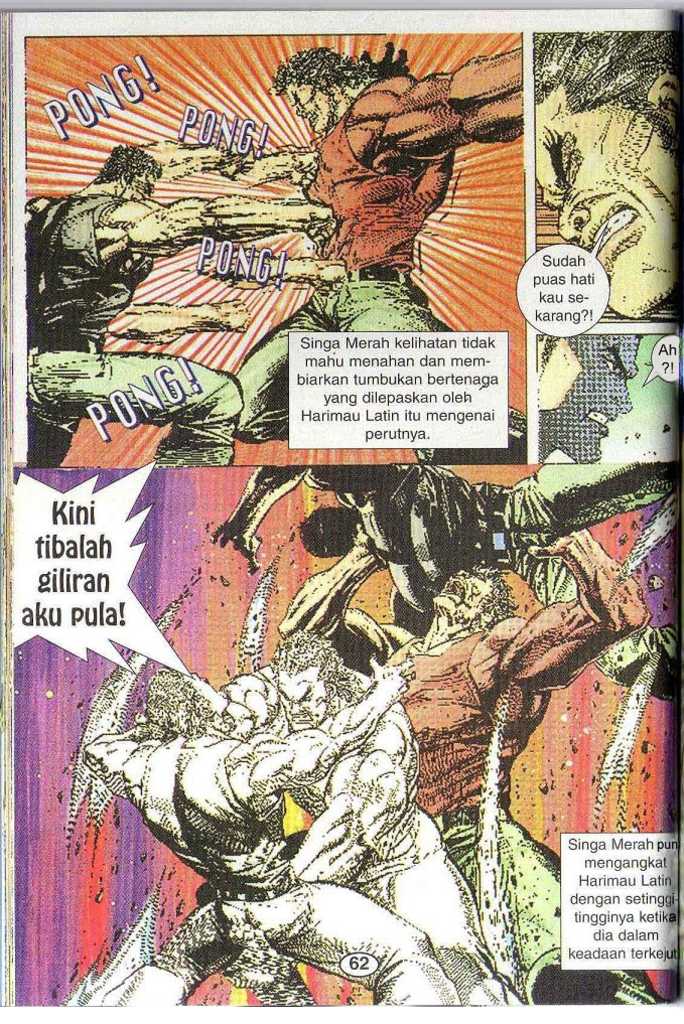 PONG!
PONG!
PONG!
PONG!
Singa Merah kelihatan tidak
mahu menahan dan mem-
biarkan tumbukan bertenaga
yang dilepaskan oleh
Harimau Latin itu mengenai
perutnya.
Sudah
puas hati
kau se-
karang?!
Ah
?!
Kini
tibalah
giliran
aku pula!
Singa Merah pun
mengangkat
Harimau Latin
dengan setinggi-
tingginya ketika
dia dalam
keadaan terkejut
62